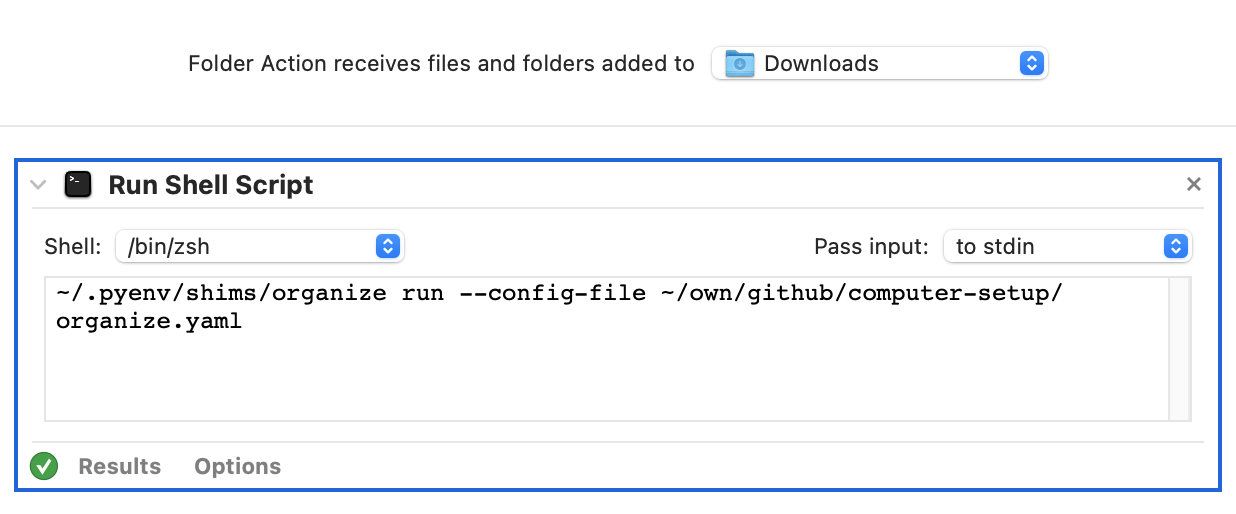 Folder Action receives files and folders added to Downloads
Run Shell Script
Shell: /bin/zsh Pass input: to stdin
~/.pyenv/shims/organize run --config-file ~/own/github/computer-setup/
organize.yaml
Results Options